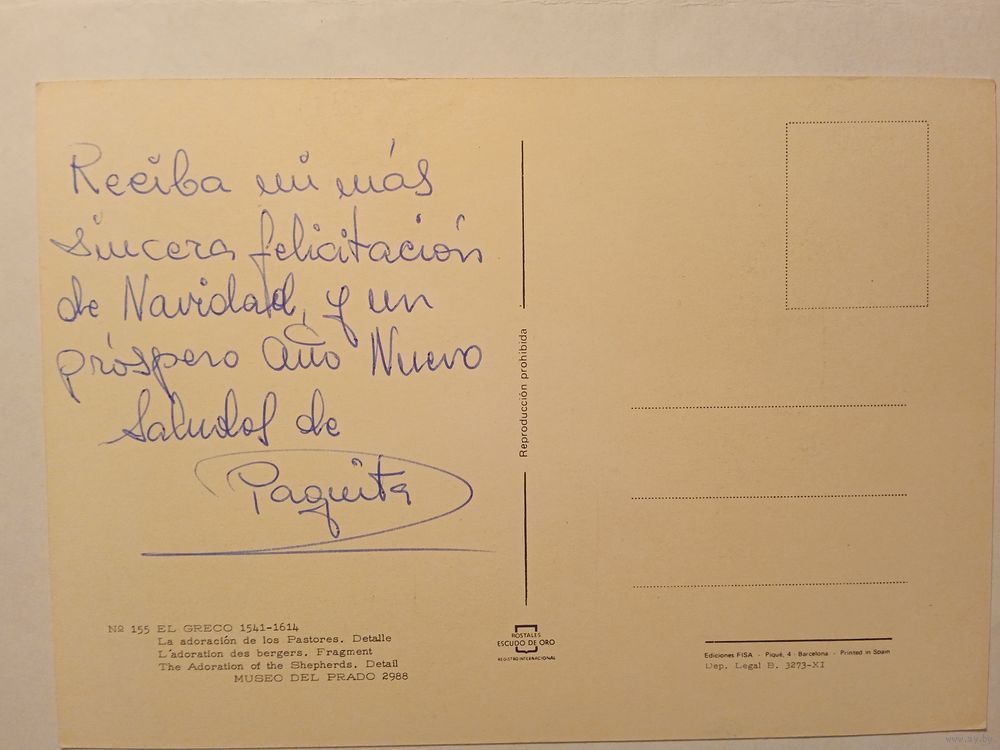 Reciba mi más
sincera felicitación
de Navidad, y un
próspero Año Nuevo
Saludos de
Paquita
Nº 155 EL GRECO 1541-1614
La adoración de los Pastores. Detalle
L'adoration des bergers. Fragment
The Adoration of the Shepherds. Detail
MUSEO DEL PRADO 2988
Reproducción prohibida
POSTALES
ESCUDO DE ORO
REGISTRO INTERNACIONAL
Ediciones FISA - Piqué, 4 - Barcelona - Printed in Spain
Dep. Legal B. 3273-XI
www.ay.by